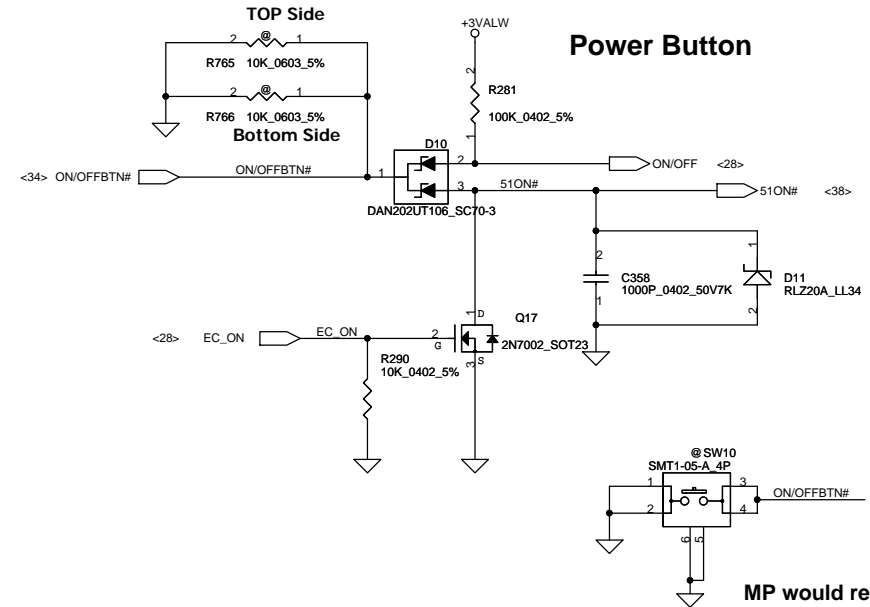 TOP Side
+3VALW
Power Button
2 @ 1
R765 10K_0603_5%
2 @ 1
R766 10K_0603_5%
Bottom Side
2
R281
100K_0402_5%
1
D10
<34> ON/OFFBTN#
ON/OFFBTN#
1
2
3
ON/OFF <28>
51ON#
51ON# <38>
DAN202UT106_SC70-3
2
C358
1000P_0402_50V7K
1
1
D11
RLZ20A_LL34
2
<28> EC_ON
EC_ON
2
G
1
D
Q17
2N7002_SOT23
S
3
R290
10K_0402_5%
@ SW10
SMT1-05-A_4P
1
2
3
4
ON/OFFBTN#
6
5
MP would re